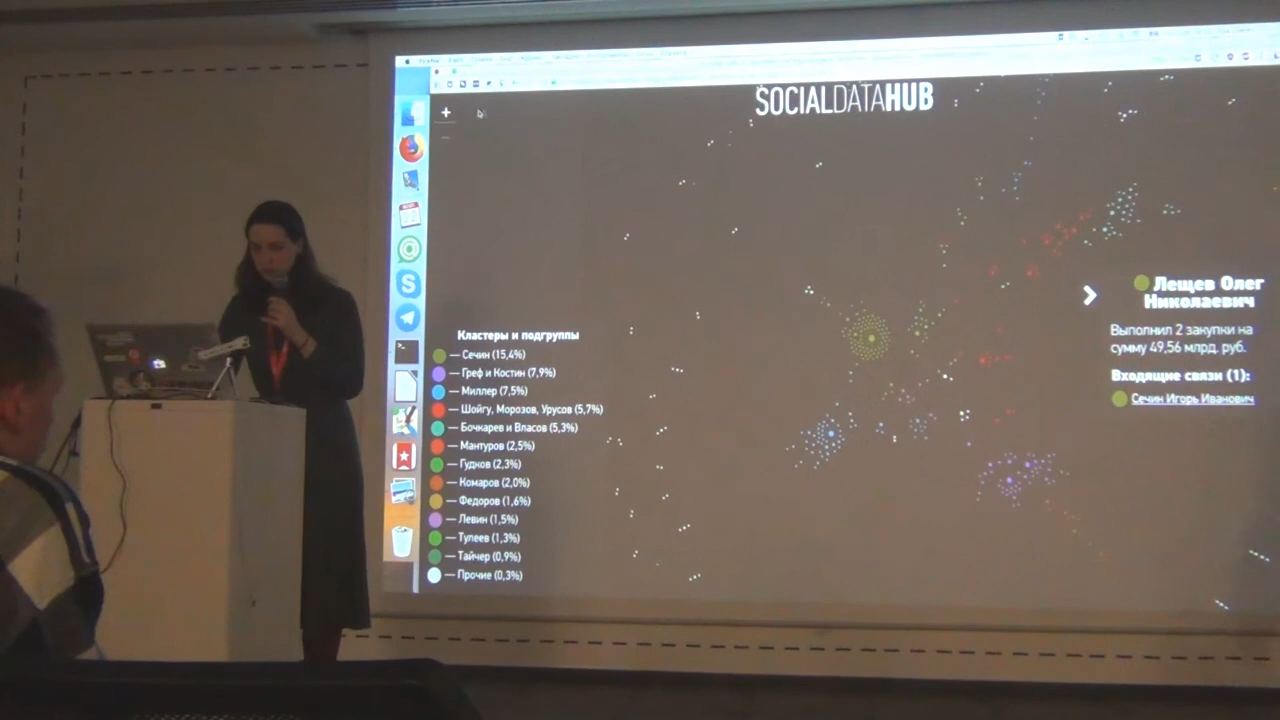 SOCIALDATAHUB
Кластеры и подгруппы
— Сечин (15,4%)
— Греф и Костин (7,9%)
— Миллер (7,5%)
— Шойгу, Морозов, Урусов (5,7%)
— Бочкарев и Власов (5,3%)
— Мантуров (2,5%)
— Гудков (2,3%)
— Комаров (2,0%)
— Федоров (1,6%)
— Левин (1,5%)
— Тулеев (1,3%)
— Тайчер (0,9%)
— Прочие (0,3%)
Лещев Олег
Николаевич
Выполнил 2 закупки на
сумму 49,56 млрд. руб.
Входящие связи (1):
Сечин Игорь Иванович